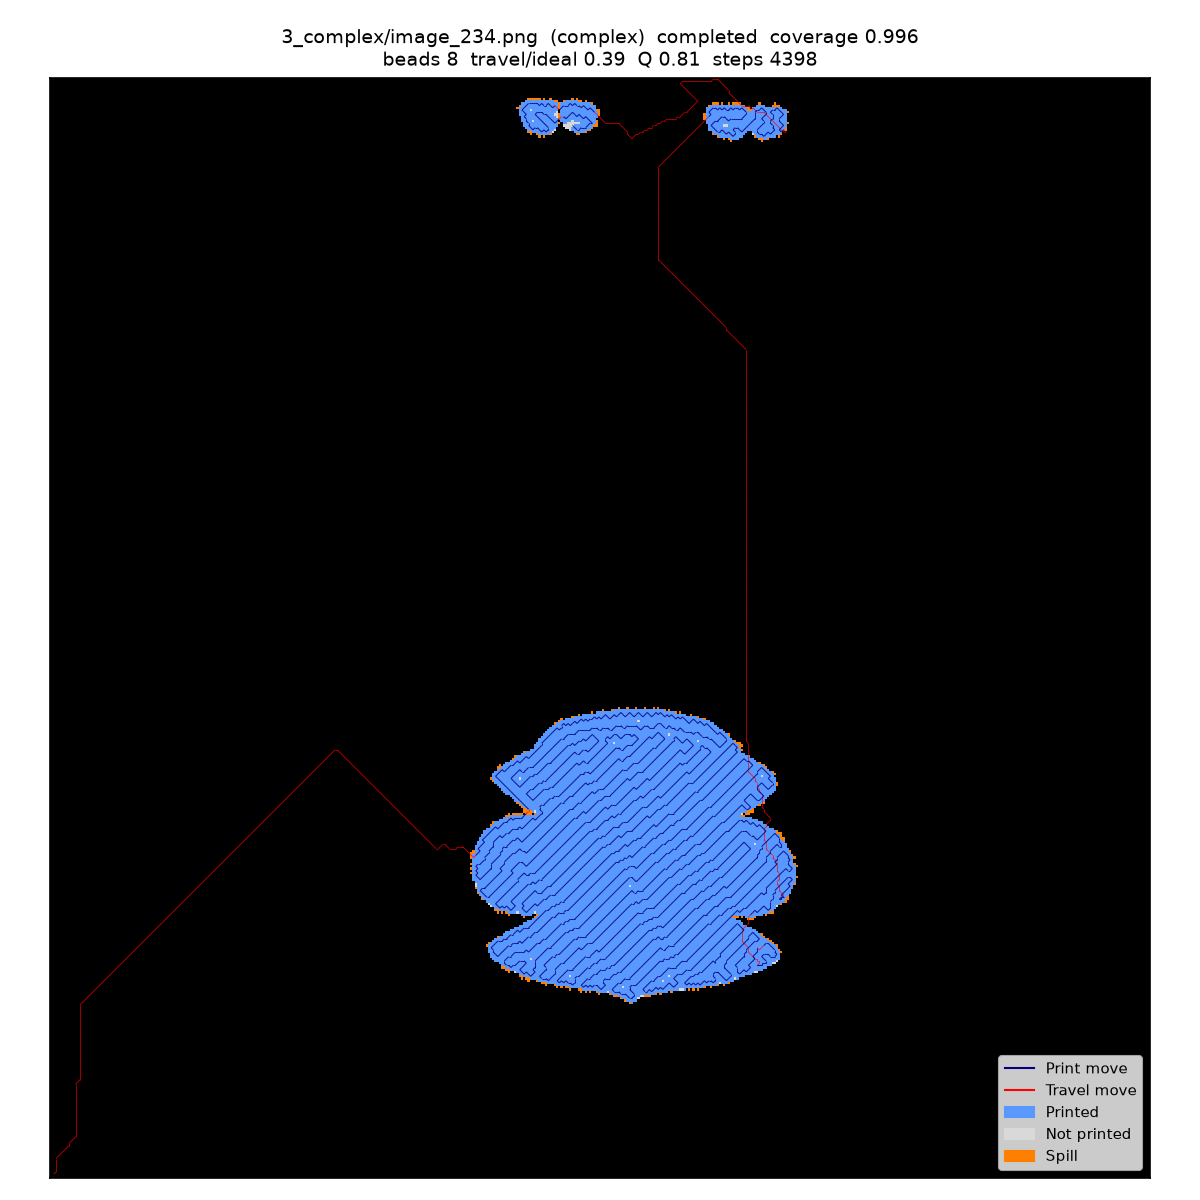 3_complex/image_234.png  (complex)  completed  coverage 0.996
beads 8  travel/ideal 0.39  Q 0.81  steps 4398
Print move
Travel move
Printed
Not printed
Spill